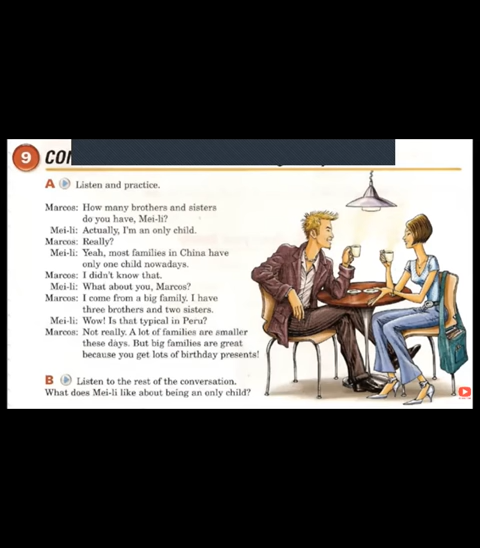 9 CO
A Listen and practice.
Marcos: How many brothers and sisters
do you have, Mei-li?
Mei-li: Actually, I'm an only child.
Marcos: Really?
Mei-li: Yeah, most families in China have
only one child nowadays.
Marcos: I didn't know that.
Mei-li: What about you, Marcos?
Marcos: I come from a big family. I have
three brothers and two sisters.
Mei-li: Wow! Is that typical in Peru?
Marcos: Not really. A lot of families are smaller
these days. But big families are great
because you get lots of birthday presents!
B Listen to the rest of the conversation.
What does Mei-li like about being an only child?